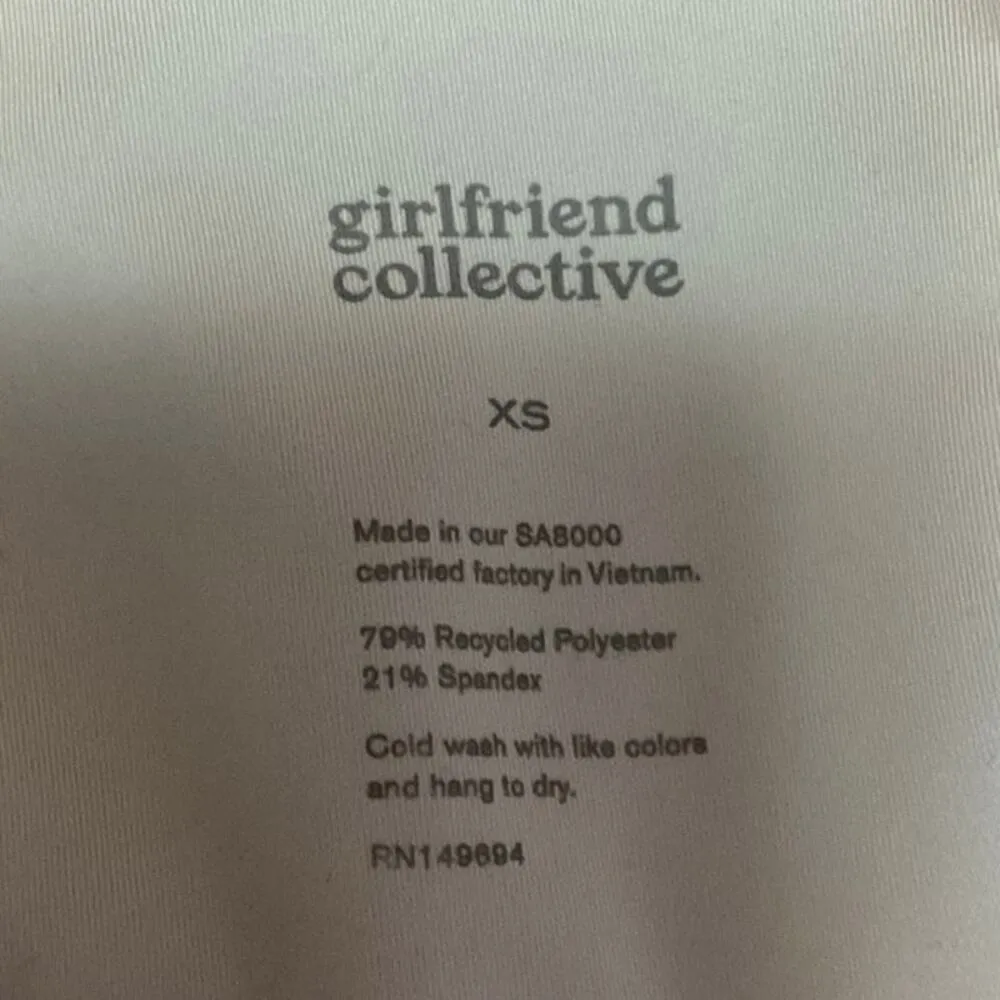 girlfriend
collective
XS
Made in our SA8000
certified factory in Vietnam.
79% Recycled Polyester
21% Spandex
Cold wash with like colors
and hang to dry.
RN149694